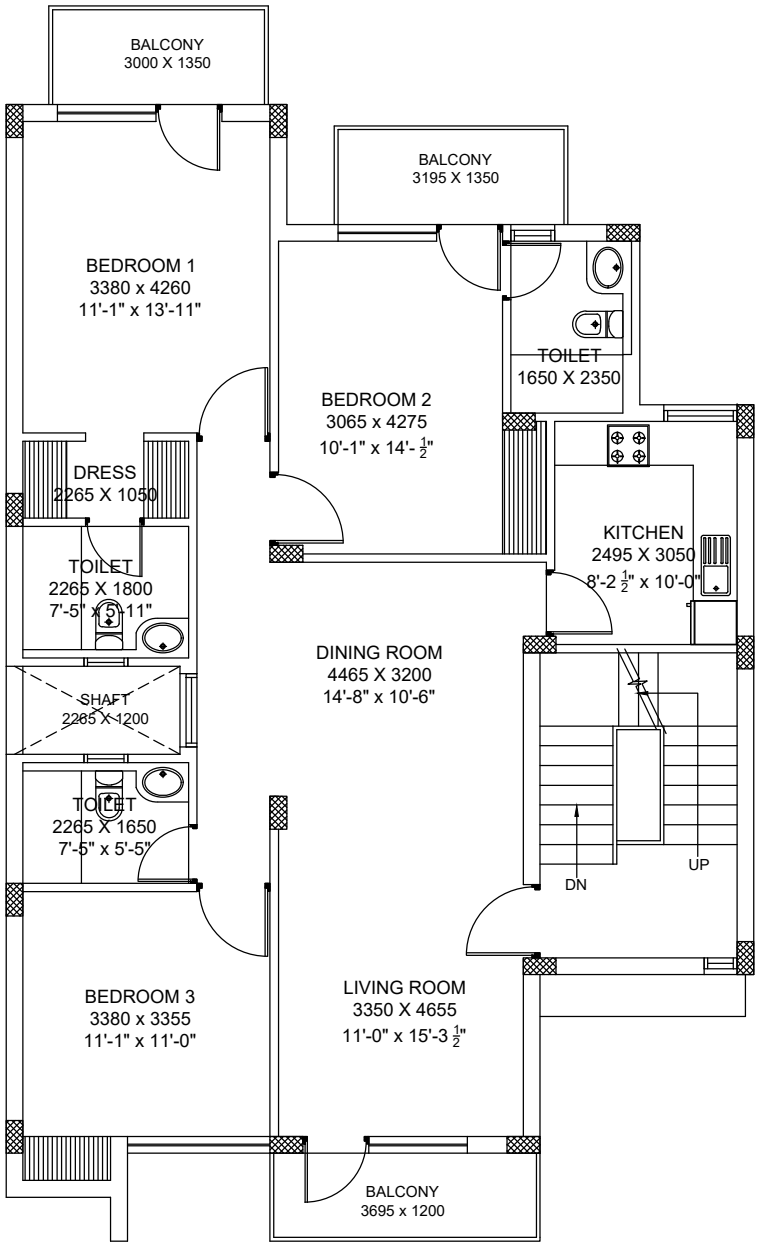 BALCONY
3000 X 1350
BALCONY
3195 X 1350
BEDROOM 1
3380 x 4260
11'-1" x 13'-11"
TOILET
1650 X 2350
BEDROOM 2
3065 x 4275
10'-1" x 14'- ½"
DRESS
2265 X 1050
KITCHEN
2495 X 3050
8'-2 ½" x 10'-0"
TOILET
2265 X 1800
7'-5" x 5'-11"
DINING ROOM
4465 X 3200
14'-8" x 10'-6"
SHAFT
2265 X 1200
TOILET
2265 X 1650
7'-5" x 5'-5"
UP
DN
LIVING ROOM
3350 X 4655
11'-0" x 15'-3 ½"
BEDROOM 3
3380 x 3355
11'-1" x 11'-0"
BALCONY
3695 x 1200